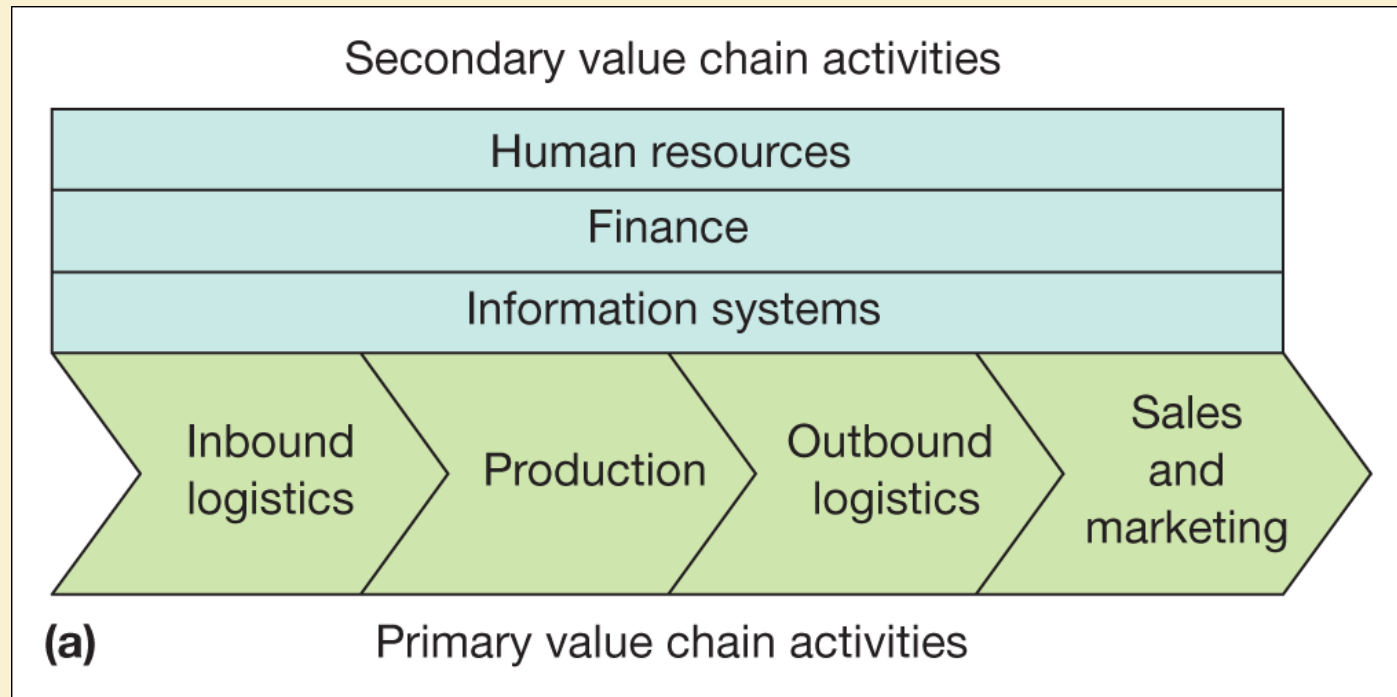 Secondary value chain activities
Human resources
Finance
Information systems
Inbound
logistics
Production
Outbound
logistics
Sales
and
marketing
(a)
Primary value chain activities